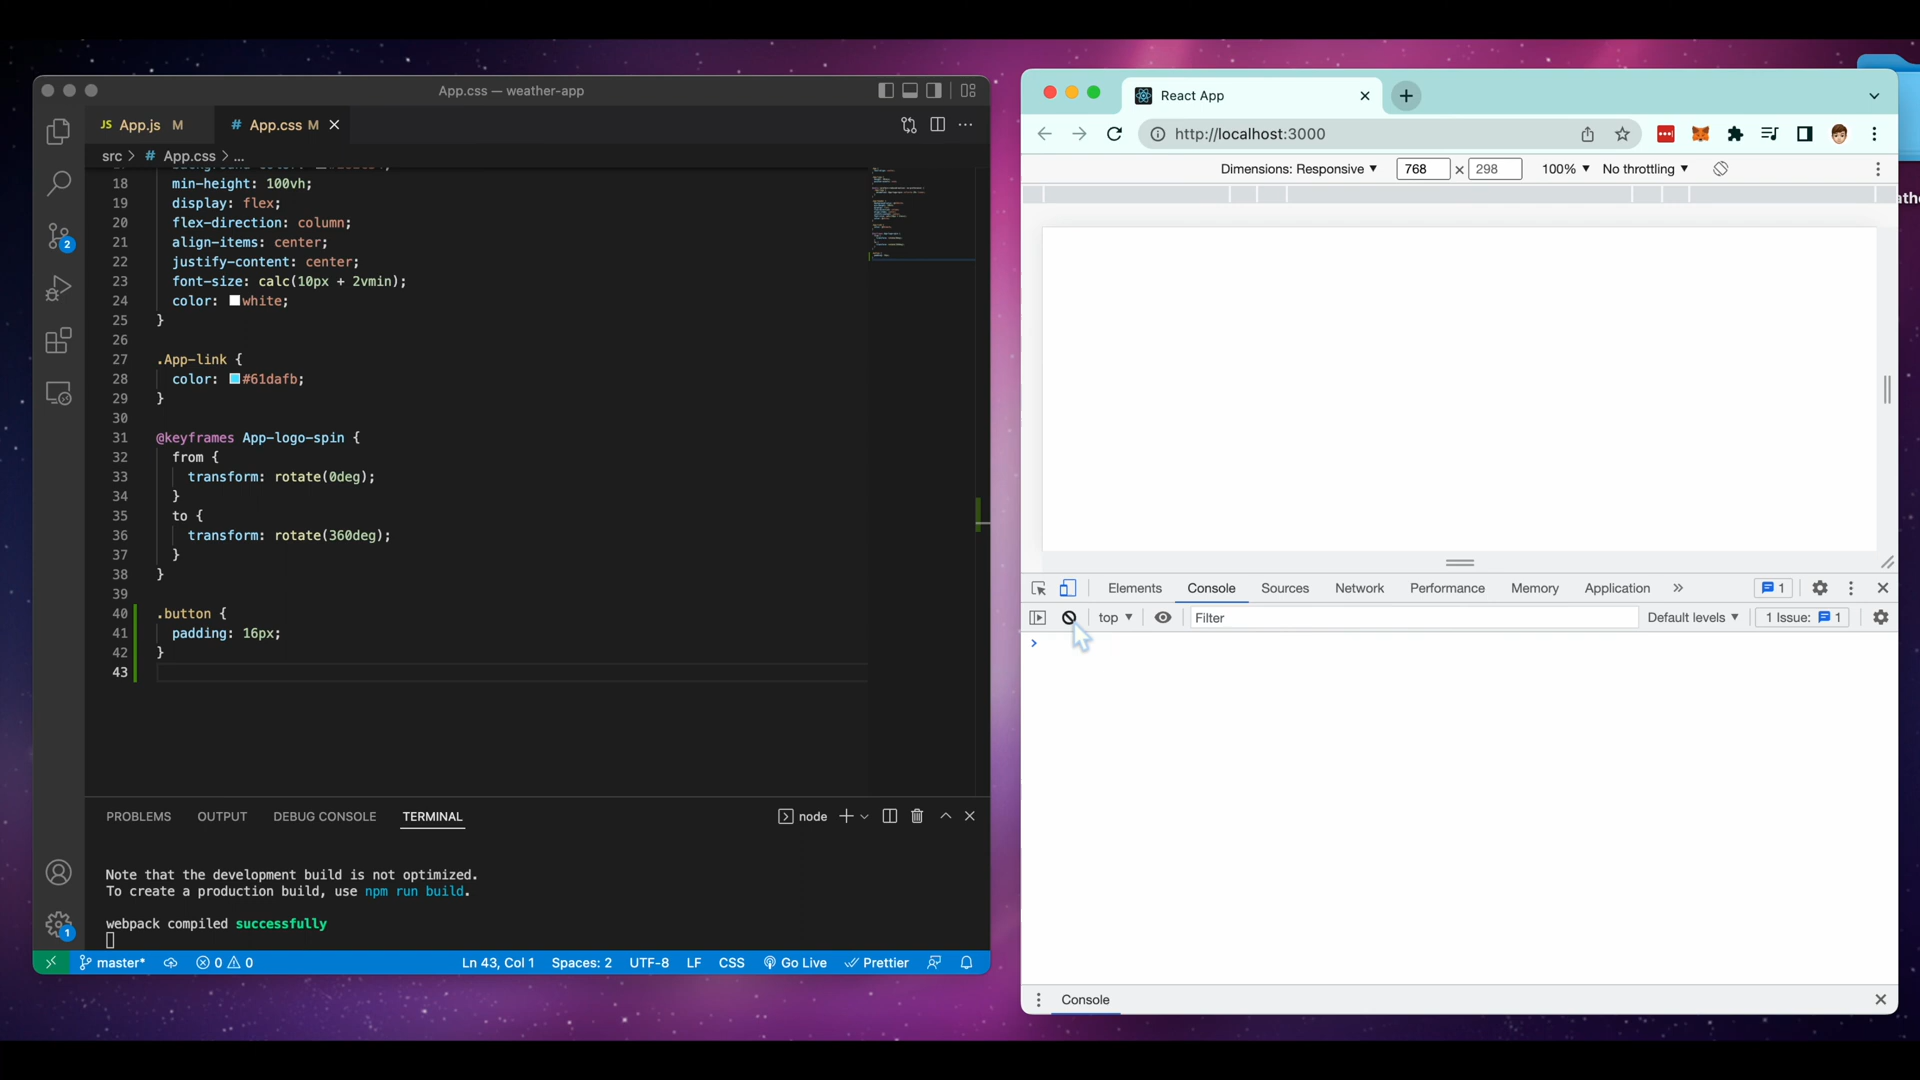 App.css — weather-app
JS App.js M
# App.css M
src > # App.css > ...
18 min-height: 100vh;
19 display: flex;
20 flex-direction: column;
21 align-items: center;
22 justify-content: center;
23 font-size: calc(10px + 2vmin);
24 color: white;
25 }
26
27 .App-link {
28 color: #61dafb;
29 }
30
31 @keyframes App-logo-spin {
32 from {
33 transform: rotate(0deg);
34 }
35 to {
36 transform: rotate(360deg);
37 }
38 }
39
40 .button {
41 padding: 16px;
42 }
43
2
1
PROBLEMS OUTPUT DEBUG CONSOLE TERMINAL
node
Note that the development build is not optimized.
To create a production build, use npm run build.
webpack compiled successfully
master* 0 0 Ln 43, Col 1 Spaces: 2 UTF-8 LF CSS Go Live Prettier
React App
http://localhost:3000
Dimensions: Responsive 768 × 298 100% No throttling
Elements Console Sources Network Performance Memory Application » 1
top Filter Default levels 1 Issue: 1
>
Console